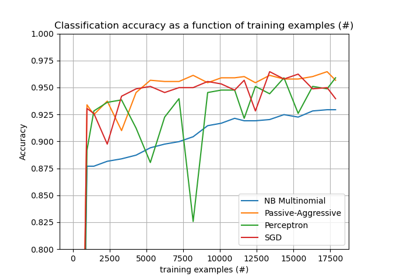 Classification accuracy as a function of training examples (#)
1.000
0.975
0.950
0.925
0.900
0.875
0.850
0.825
0.800
Accuracy
NB Multinomial
Passive-Aggressive
Perceptron
SGD
0 2500 5000 7500 10000 12500 15000 17500
training examples (#)